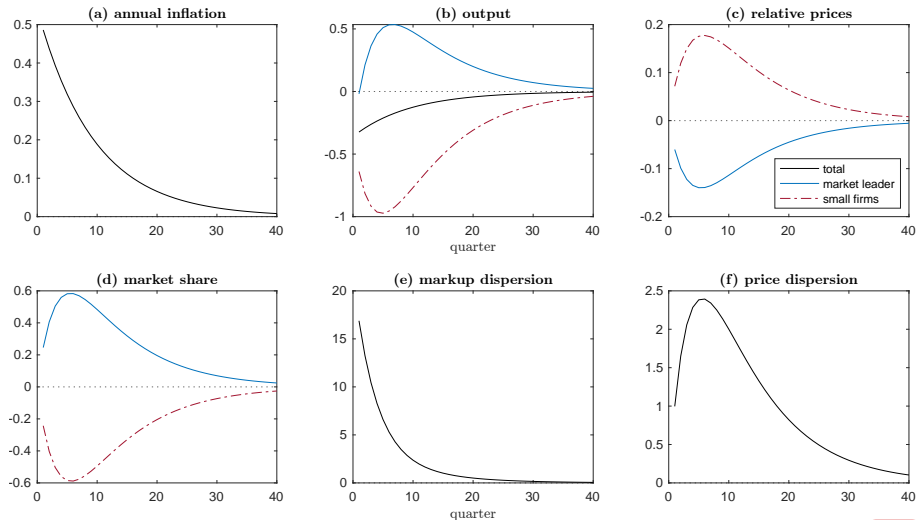 (a) annual inflation
0.5
0.4
0.3
0.2
0.1
0
0 10 20 30 40
(b) output
0.5
0
-0.5
-1
0 10 20 30 40
quarter
(c) relative prices
0.2
0.1
0
-0.1
-0.2
total
market leader
small firms
0 10 20 30 40
(d) market share
0.6
0.4
0.2
0
-0.2
-0.4
-0.6
0 10 20 30 40
(e) markup dispersion
20
15
10
5
0
0 10 20 30 40
quarter
(f) price dispersion
2.5
2
1.5
1
0.5
0
0 10 20 30 40